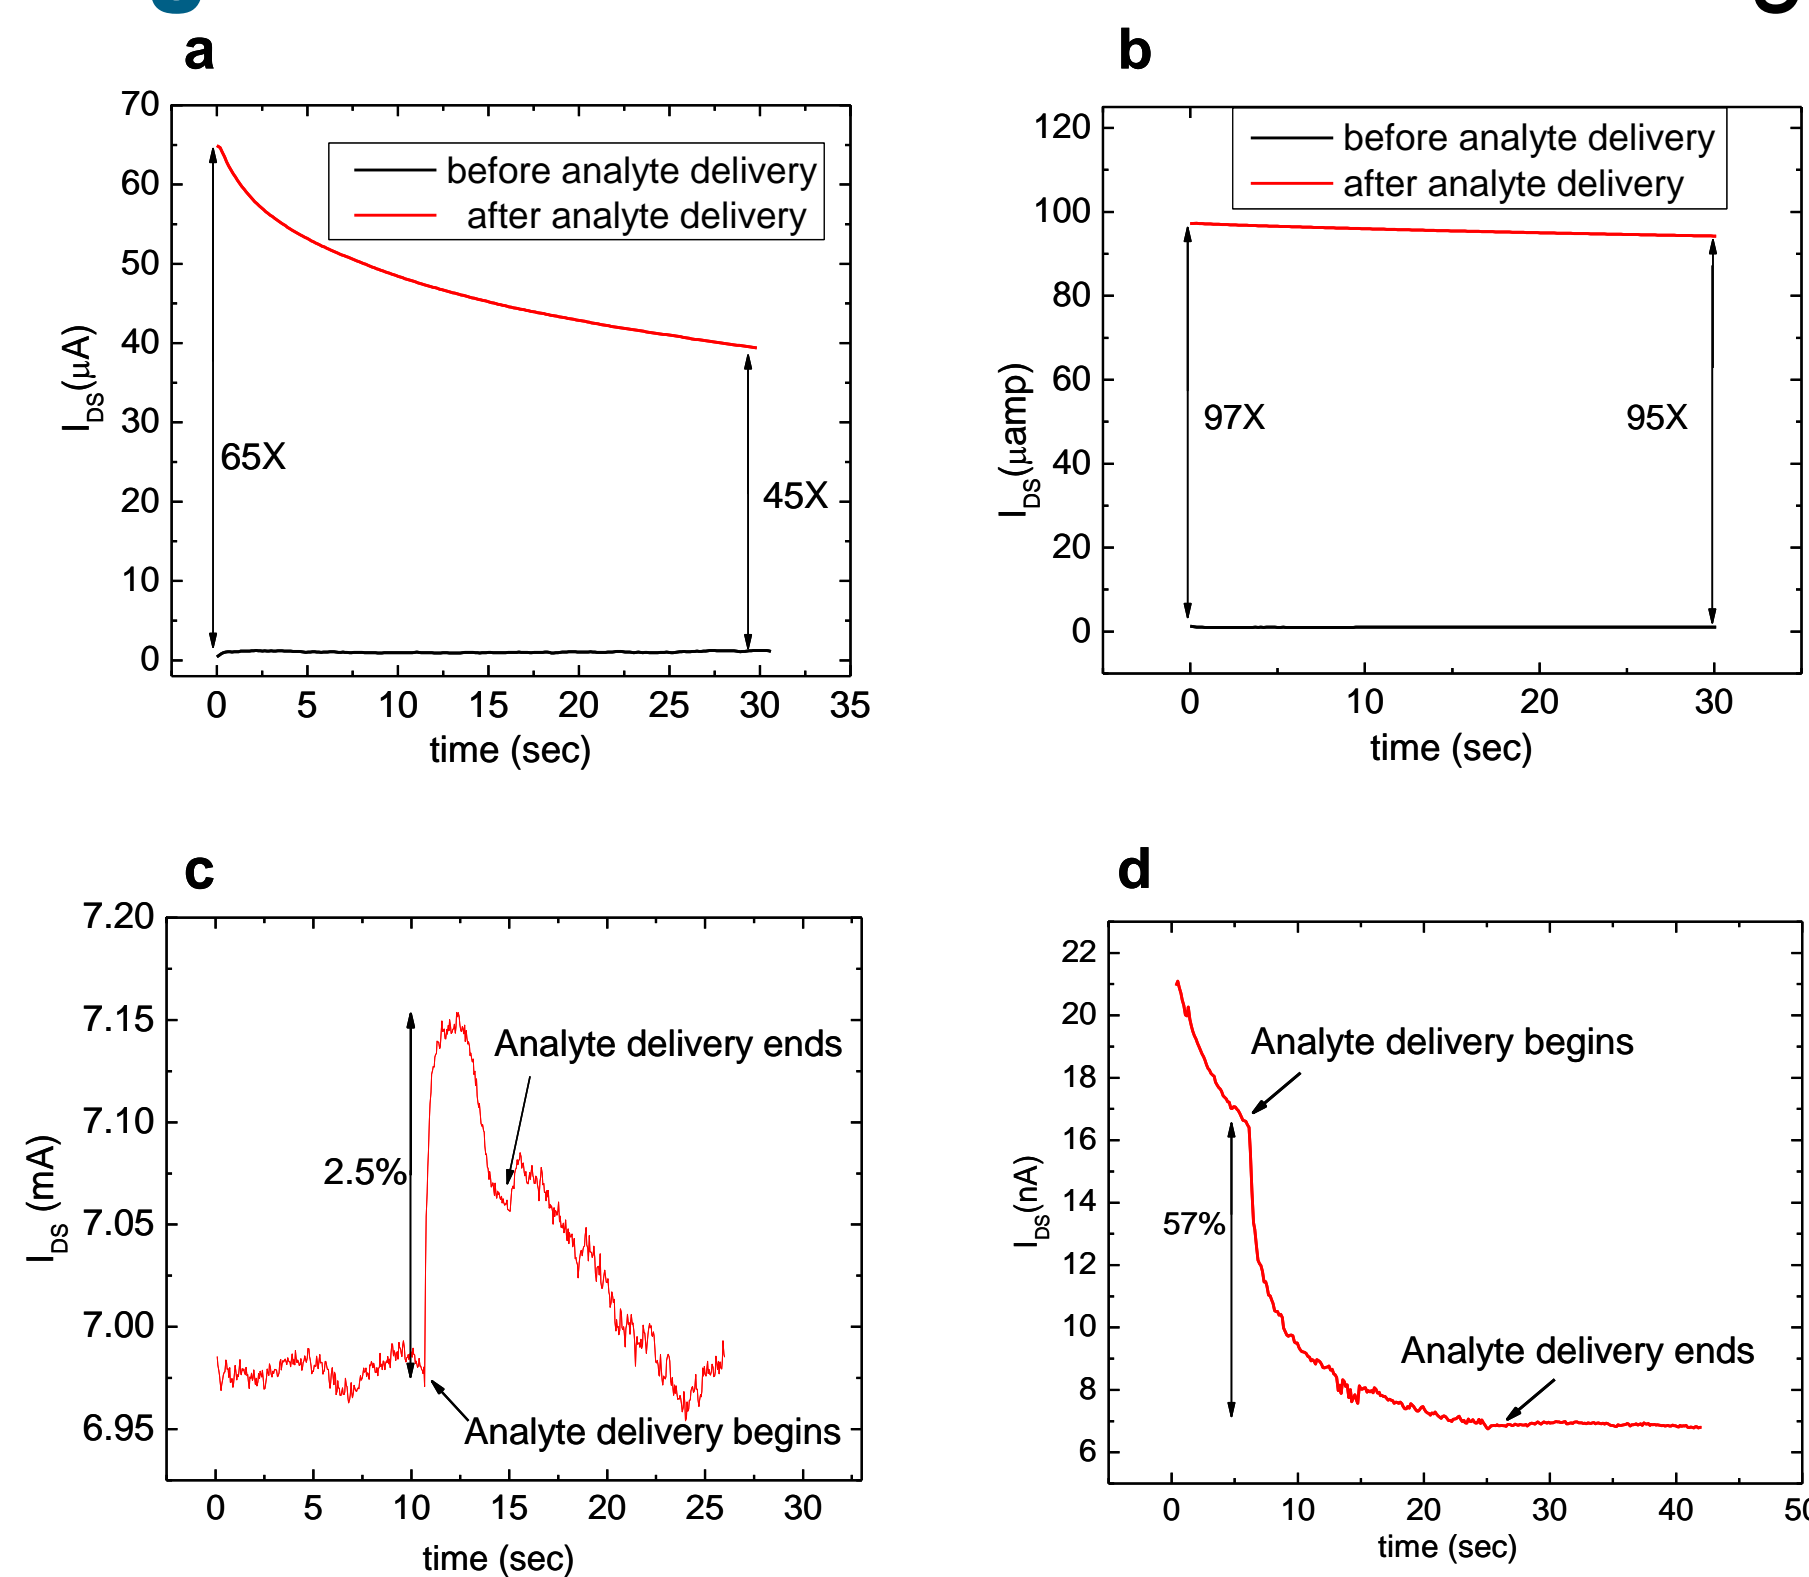 a
70
60
50
40
30
20
10
0
I_DS(μA)
before analyte delivery
after analyte delivery
65X
45X
0 5 10 15 20 25 30 35
time (sec)
b
120
100
80
60
40
20
0
I_DS(μamp)
before analyte delivery
after analyte delivery
97X
95X
0 10 20 30
time (sec)
c
7.20
7.15
7.10
7.05
7.00
6.95
I_DS (mA)
Analyte delivery ends
2.5%
Analyte delivery begins
0 5 10 15 20 25 30
time (sec)
d
22
20
18
16
14
12
10
8
6
I_DS(nA)
Analyte delivery begins
57%
Analyte delivery ends
0 10 20 30 40 50
time (sec)